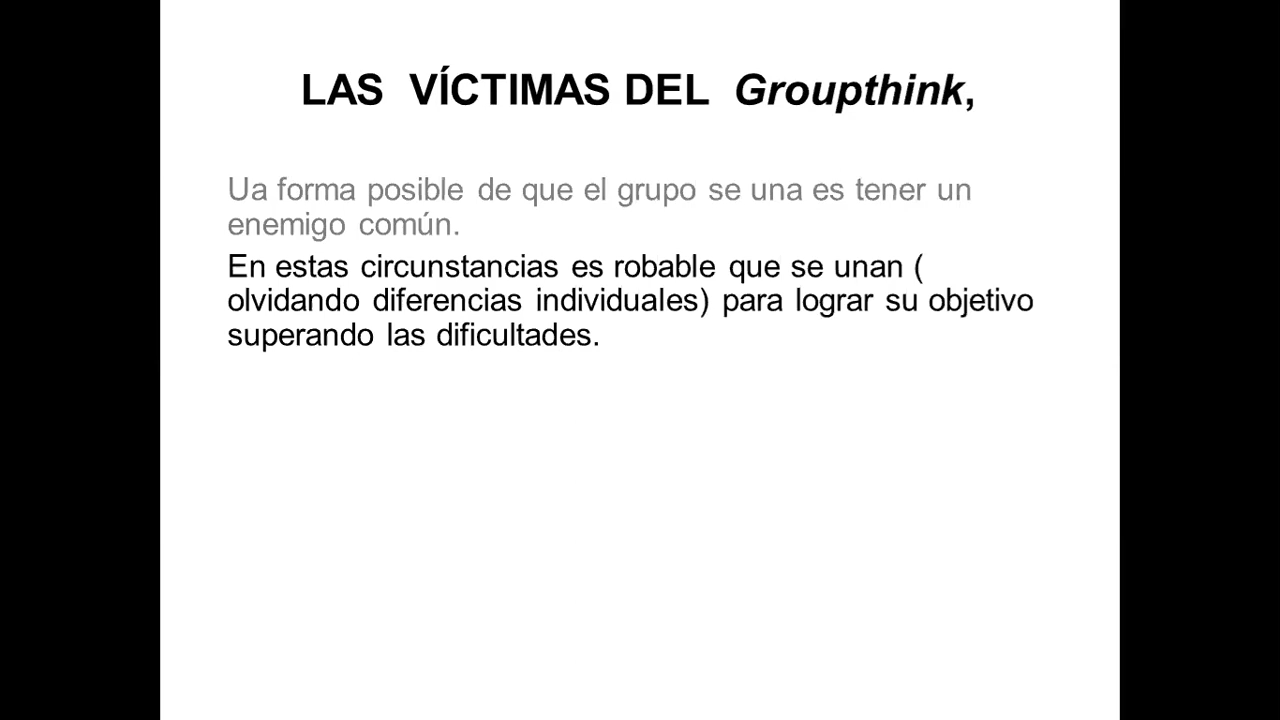 LAS VÍCTIMAS DEL Groupthink,
Ua forma posible de que el grupo se una es tener un
enemigo común.
En estas circunstancias es robable que se unan (
olvidando diferencias individuales) para lograr su objetivo
superando las dificultades.